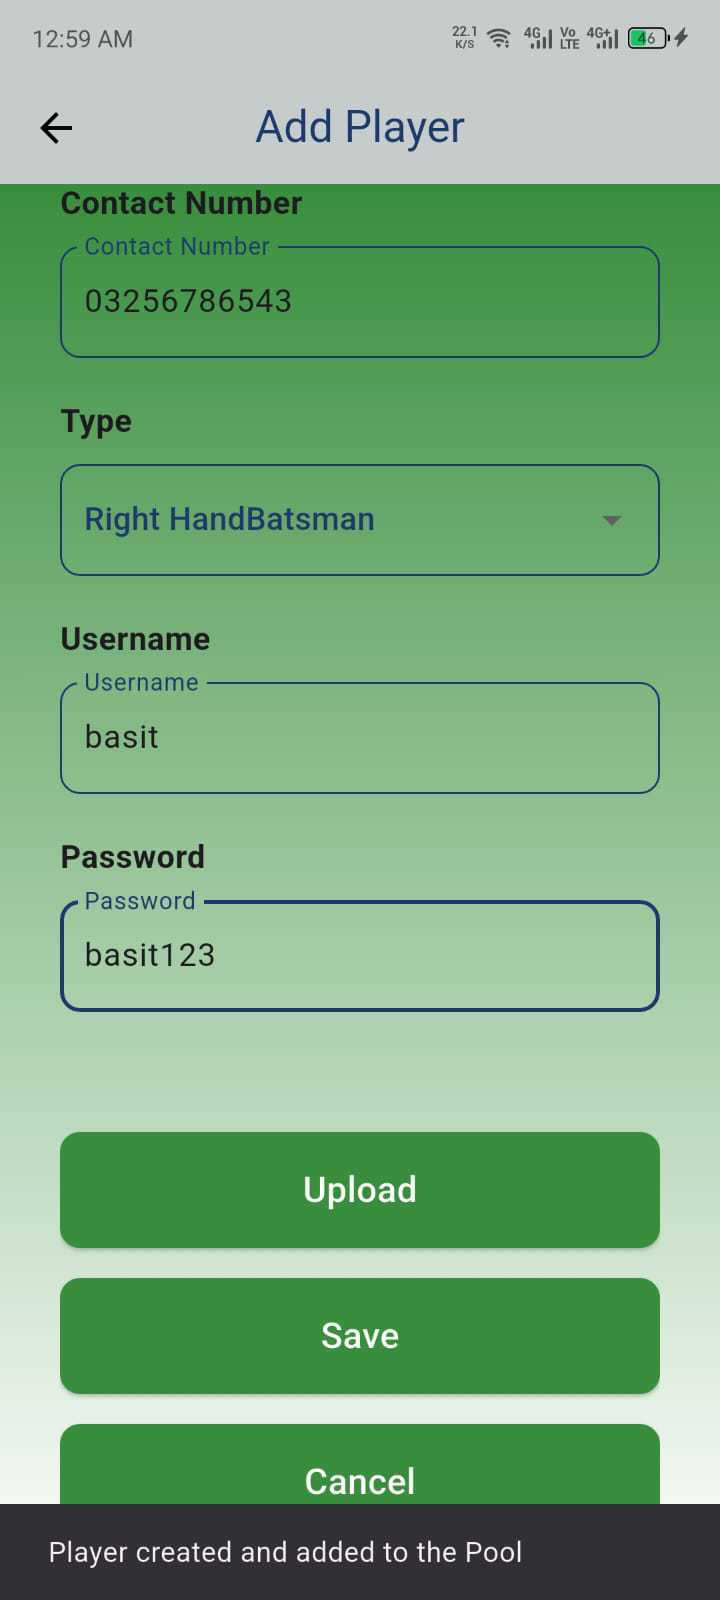 12:59 AM
22.1
K/S
4G
Vo
LTE
4G+
46
Add Player
Contact Number
Contact Number
03256786543
Type
Right HandBatsman
Username
Username
basit
Password
Password
basit123
Upload
Save
Cancel
Player created and added to the Pool